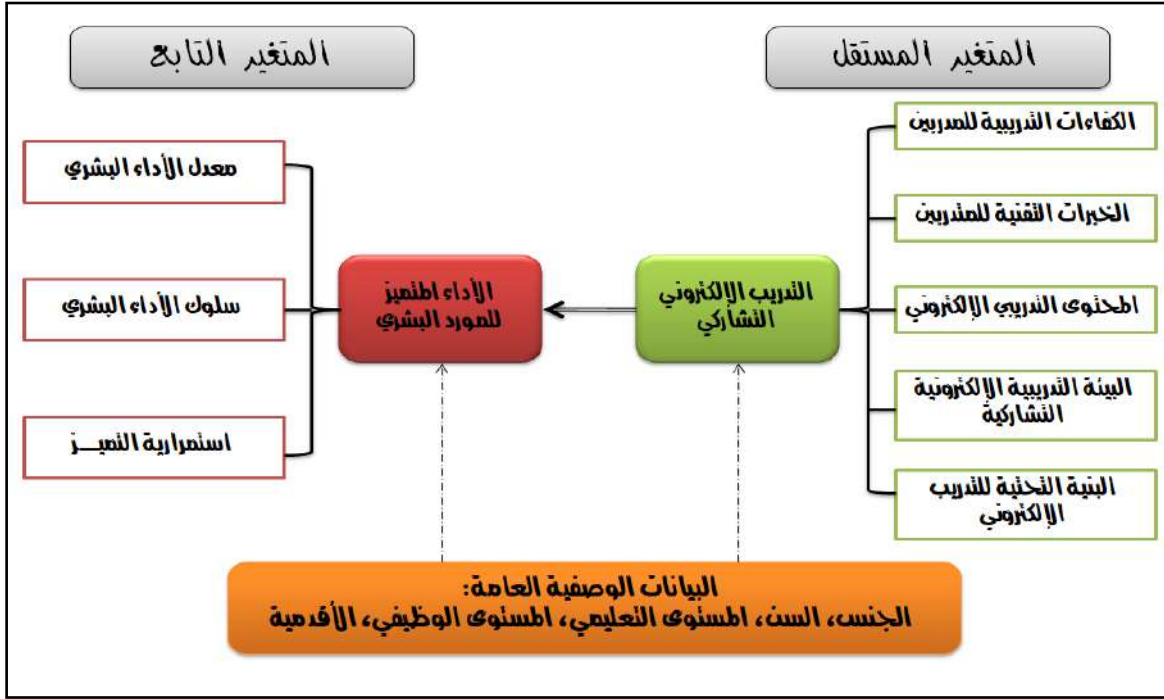 المتغير المستقل
المتغير التابع
الكفاءات التدريبية للمدربين
الخبرات التقنية للمتدربين
المحتوى التدريبي الإلكتروني
البيئة التدريبية الإلكترونية
التشاركية
البنية التحتية للتدريب
الإلكتروني
التدريب الإلكتروني
التشاركي
الأداء المتميز
للمورد البشري
معدل الأداء البشري
سلوك الأداء البشري
استمرارية التميـــز
البيانات الوصفية العامة:
الجنس، السن، المستوى التعليمي، المستوى الوظيفي، الأقدمية